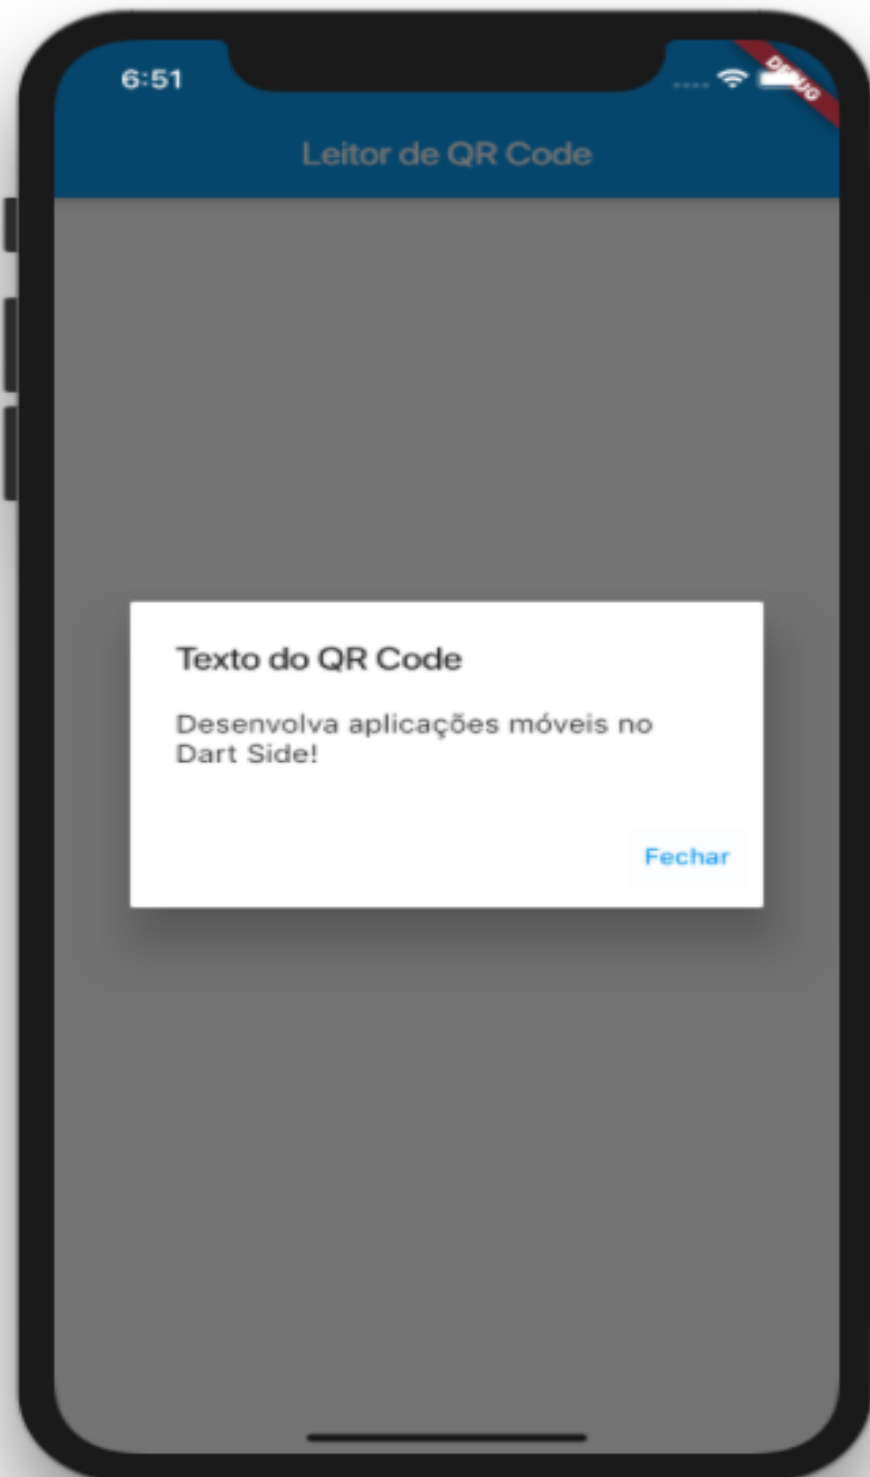 6:51
DEBUG
Leitor de QR Code
Texto do QR Code
Desenvolva aplicações móveis no
Dart Side!
Fechar